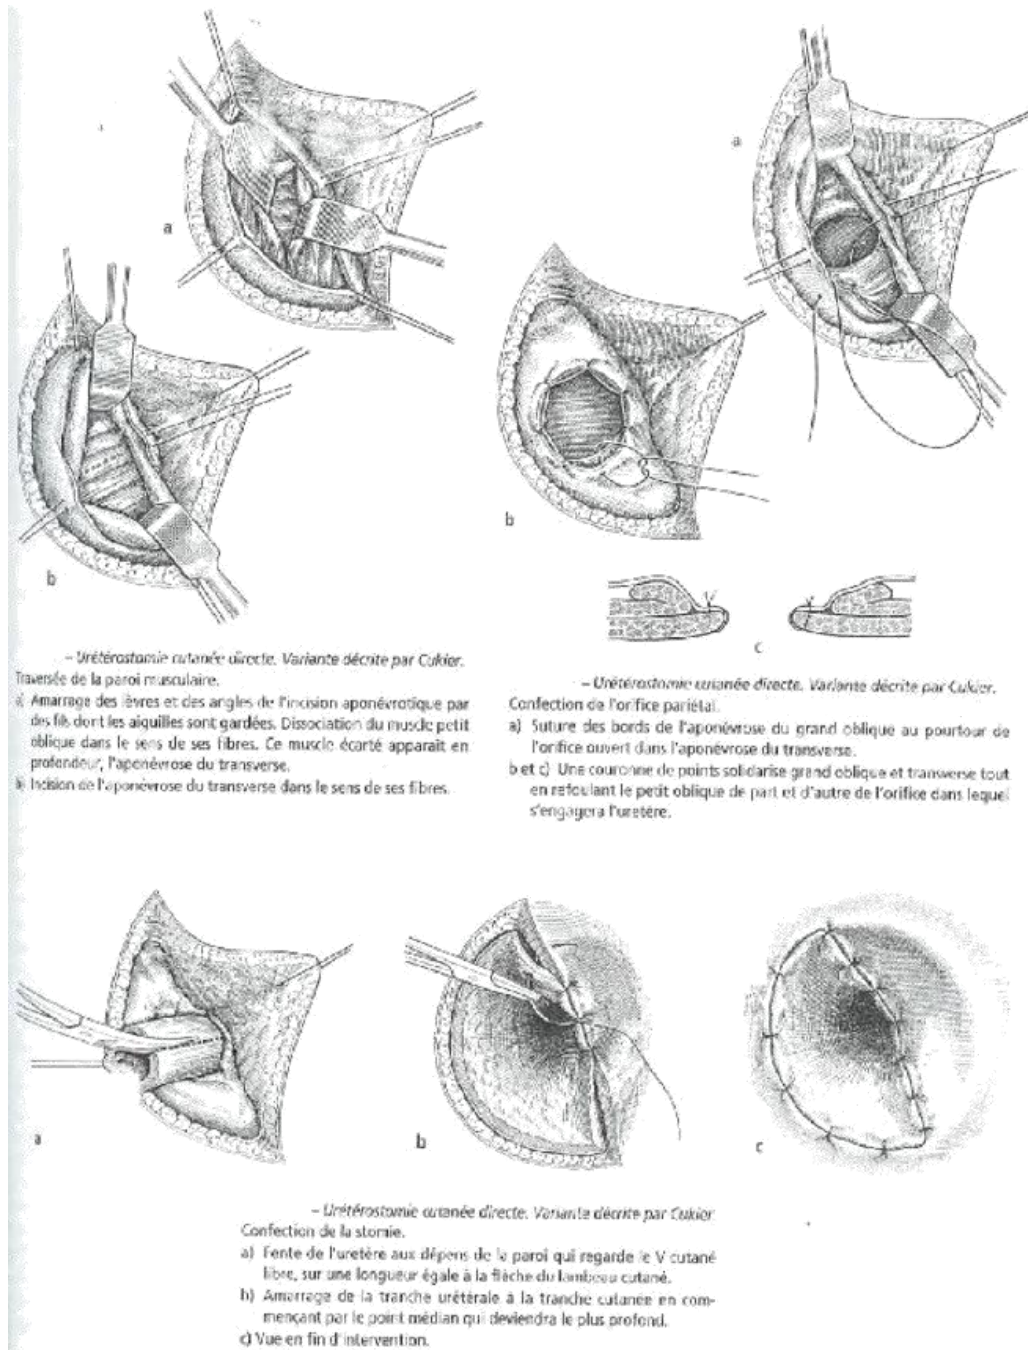 a
b
– Urétérostomie cutanée directe. Variante décrite par Cukier.
Traversée de la paroi musculaire.
a) Amarrage des lèvres et des angles de l'incision aponévrotique par
des fils dont les aiguilles sont gardées. Dissociation du muscle petit
oblique dans le sens de ses fibres. Ce muscle écarté apparaît en
profondeur, l'aponévrose du transverse.
b) Incision de l'aponévrose du transverse dans le sens de ses fibres.
a
b
c
– Urétérostomie cutanée directe. Variante décrite par Cukier.
Confection de l'orifice pariétal.
a) Suture des bords de l'aponévrose du grand oblique au pourtour de
l'orifice ouvert dans l'aponévrose du transverse.
b et c) Une couronne de points solidarise grand oblique et transverse tout
en refoulant le petit oblique de part et d'autre de l'orifice dans lequel
s'engagera l'uretère.
a
b
c
– Urétérostomie cutanée directe. Variante décrite par Cukier.
Confection de la stomie.
a) Fente de l'uretère aux dépens de la paroi qui regarde le V cutané
libre, sur une longueur égale à la flèche du lambeau cutané.
b) Amarrage de la tranche urétérale à la tranche cutanée en com-
mençant par le point médian qui deviendra le plus profond.
c) Vue en fin d'intervention.